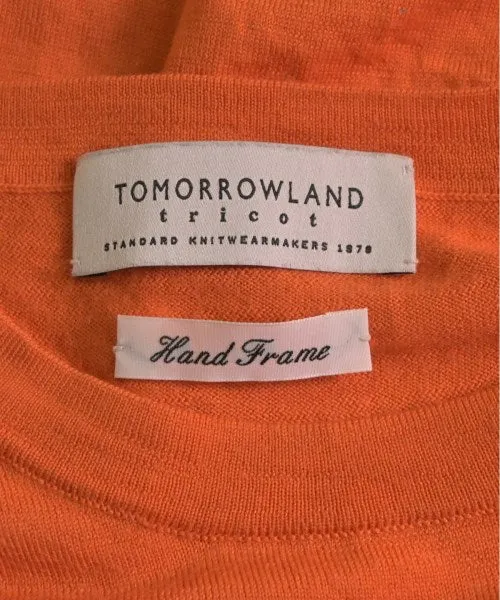 TOMORROWLAND
tricot
STANDARD KNITWEARMAKERS 1978
Hand Frame